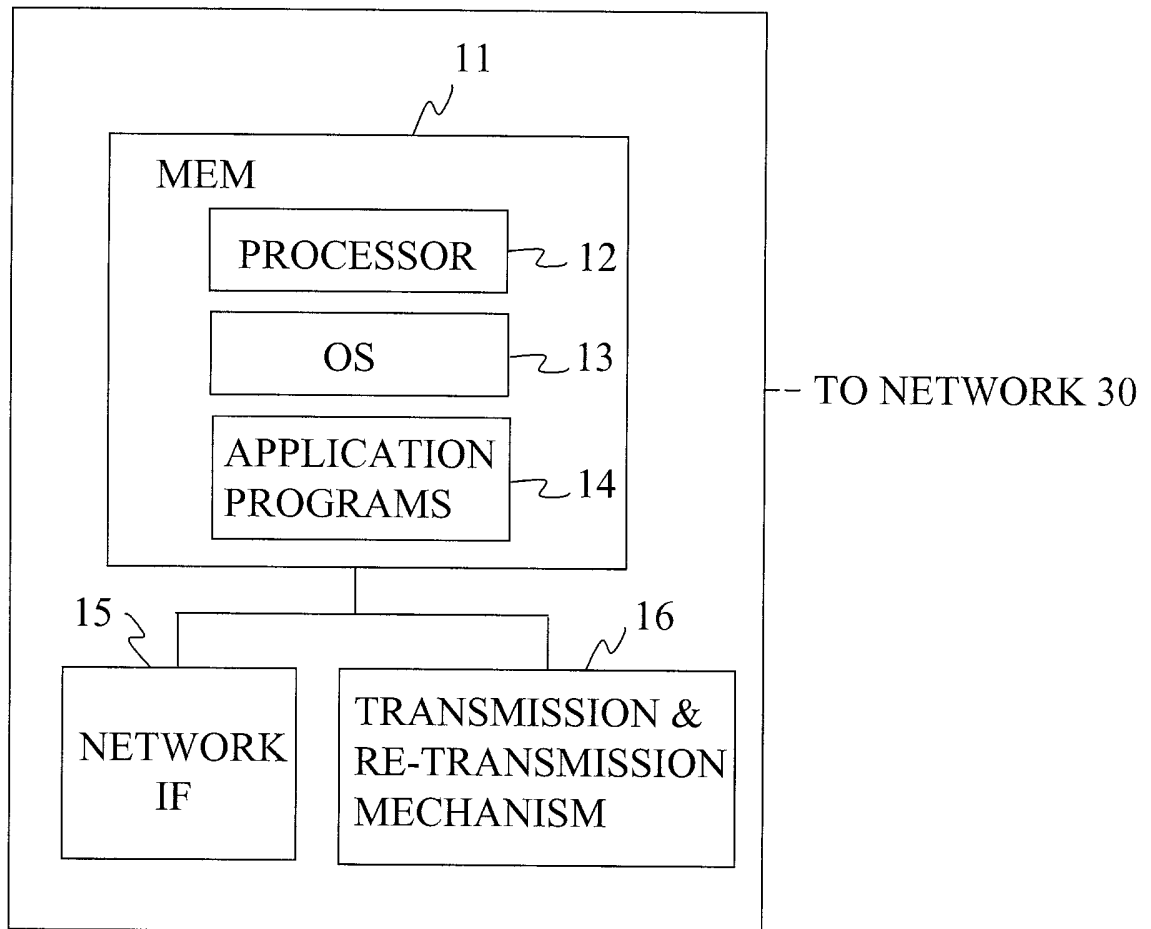 11
MEM
PROCESSOR
12
OS
13
TO NETWORK 30
APPLICATION
PROGRAMS
14
15
16
NETWORK
IF
TRANSMISSION &
RE-TRANSMISSION
MECHANISM